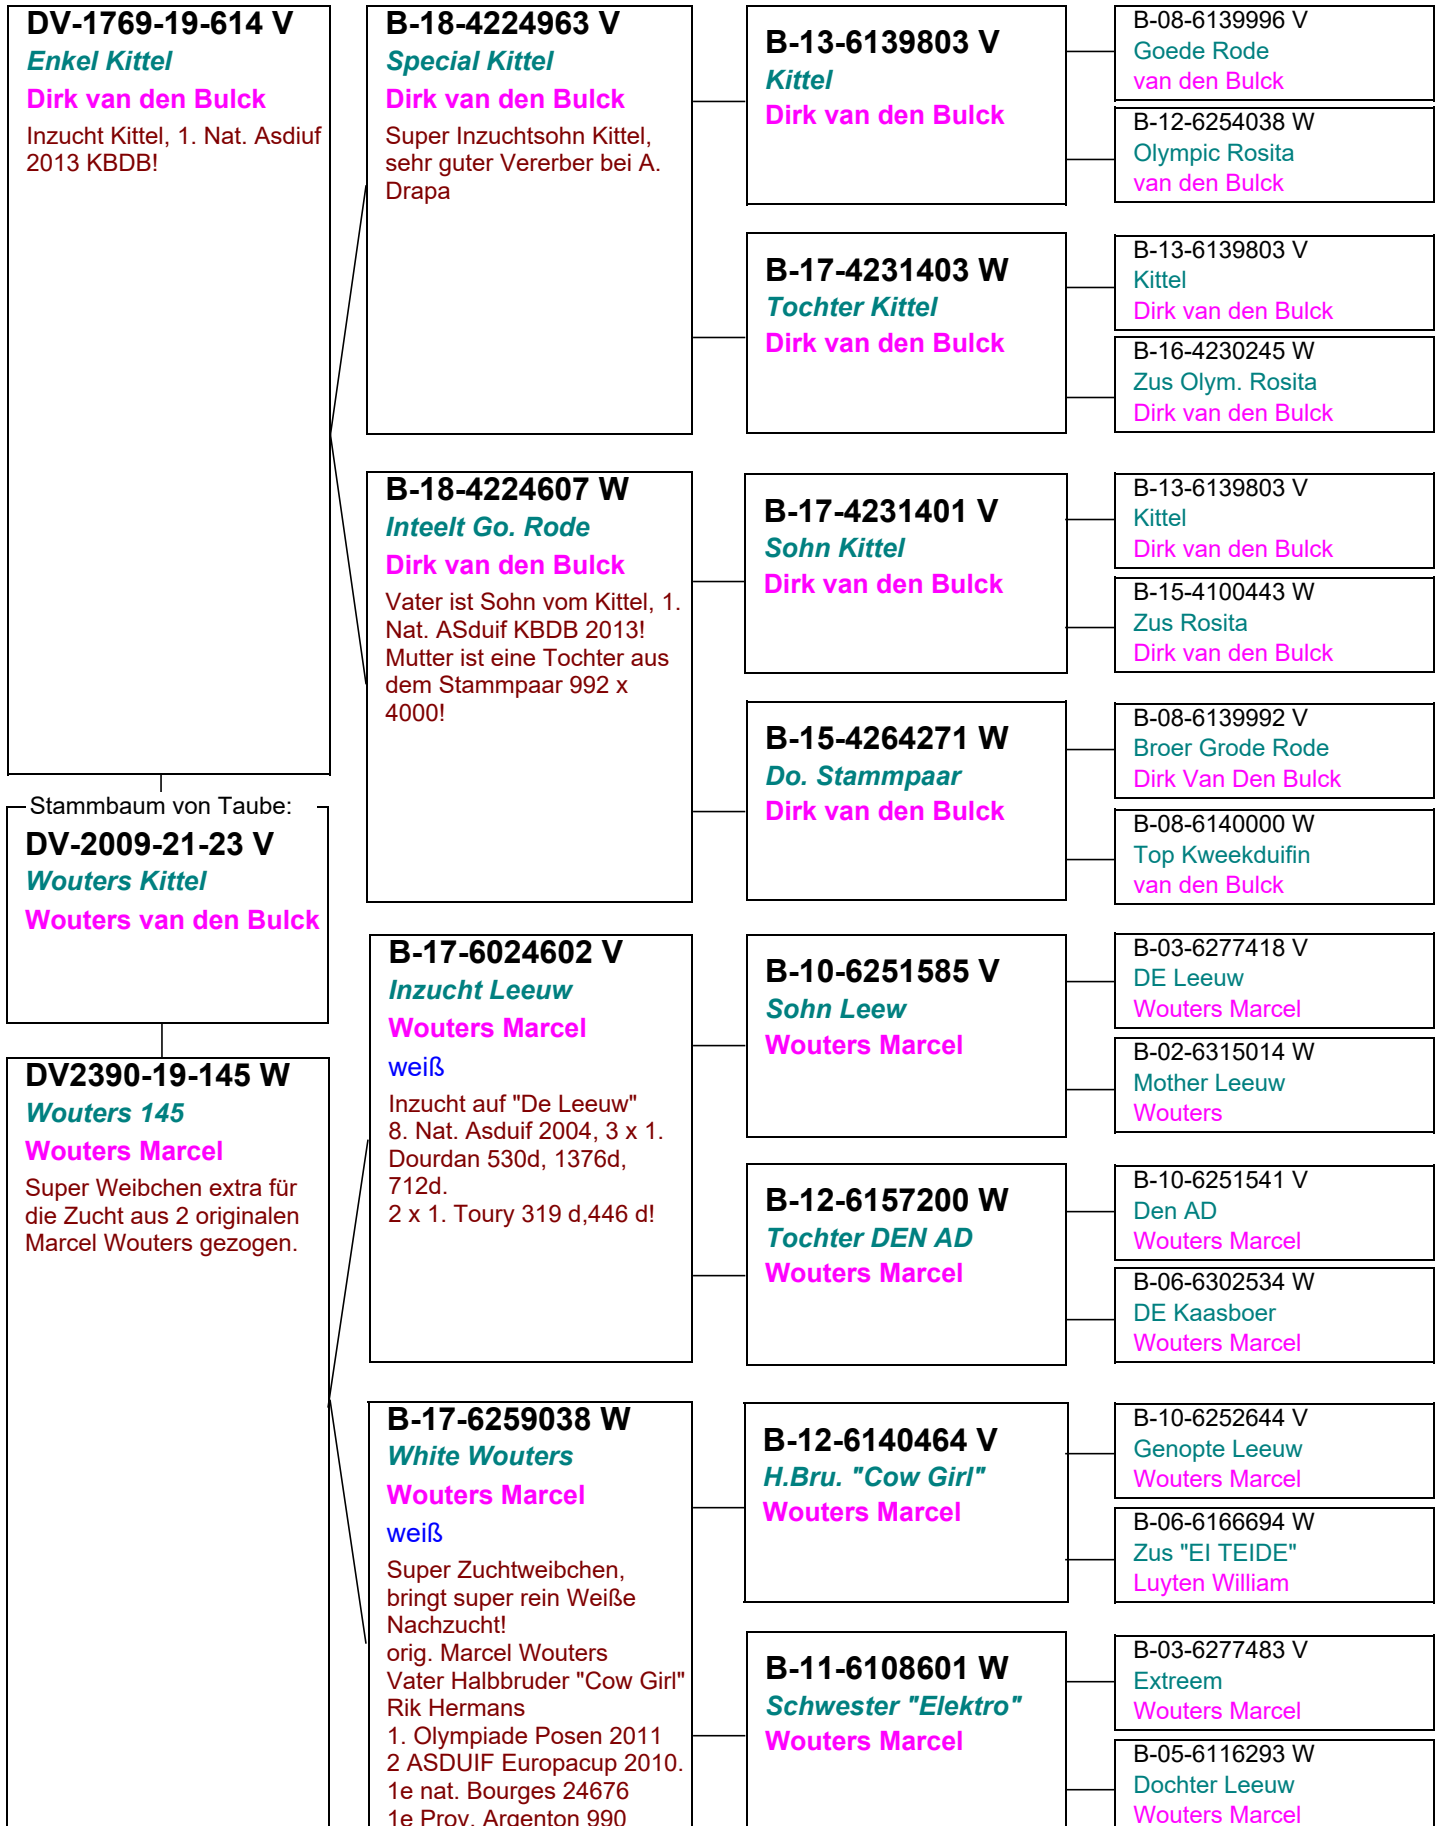 DV-1769-19-614 V
Enkel Kittel
Dirk van den Bulck
Inzucht Kittel, 1. Nat. Asdiuf
2013 KBDB!
Stammbaum von Taube:
DV-2009-21-23 V
Wouters Kittel
Wouters van den Bulck
DV2390-19-145 W
Wouters 145
Wouters Marcel
Super Weibchen extra für
die Zucht aus 2 originalen
Marcel Wouters gezogen.
B-18-4224963 V
Special Kittel
Dirk van den Bulck
Super Inzuchtsohn Kittel,
sehr guter Vererber bei A.
Drapa
B-18-4224607 W
Inteelt Go. Rode
Dirk van den Bulck
Vater ist Sohn vom Kittel, 1.
Nat. ASduif KBDB 2013!
Mutter ist eine Tochter aus
dem Stammpaar 992 x
4000!
B-17-6024602 V
Inzucht Leeuw
Wouters Marcel
weiß
Inzucht auf "De Leeuw"
8. Nat. Asduif 2004, 3 x 1.
Dourdan 530d, 1376d,
712d.
2 x 1. Toury 319 d,446 d!
B-17-6259038 W
White Wouters
Wouters Marcel
weiß
Super Zuchtweibchen,
bringt super rein Weiße
Nachzucht!
orig. Marcel Wouters
Vater Halbbruder "Cow Girl"
Rik Hermans
1. Olympiade Posen 2011
2 ASDUIF Europacup 2010.
1e nat. Bourges 24676
1e Prov. Argenton 990
B-13-6139803 V
Kittel
Dirk van den Bulck
B-17-4231403 W
Tochter Kittel
Dirk van den Bulck
B-17-4231401 V
Sohn Kittel
Dirk van den Bulck
B-15-4264271 W
Do. Stammpaar
Dirk van den Bulck
B-10-6251585 V
Sohn Leew
Wouters Marcel
B-12-6157200 W
Tochter DEN AD
Wouters Marcel
B-12-6140464 V
H.Bru. "Cow Girl"
Wouters Marcel
B-11-6108601 W
Schwester "Elektro"
Wouters Marcel
B-08-6139996 V
Goede Rode
van den Bulck
B-12-6254038 W
Olympic Rosita
van den Bulck
B-13-6139803 V
Kittel
Dirk van den Bulck
B-16-4230245 W
Zus Olym. Rosita
Dirk van den Bulck
B-13-6139803 V
Kittel
Dirk van den Bulck
B-15-4100443 W
Zus Rosita
Dirk van den Bulck
B-08-6139992 V
Broer Grode Rode
Dirk Van Den Bulck
B-08-6140000 W
Top Kweekduifin
van den Bulck
B-03-6277418 V
DE Leeuw
Wouters Marcel
B-02-6315014 W
Mother Leeuw
Wouters
B-10-6251541 V
Den AD
Wouters Marcel
B-06-6302534 W
DE Kaasboer
Wouters Marcel
B-10-6252644 V
Genopte Leeuw
Wouters Marcel
B-06-6166694 W
Zus "EI TEIDE"
Luyten William
B-03-6277483 V
Extreem
Wouters Marcel
B-05-6116293 W
Dochter Leeuw
Wouters Marcel